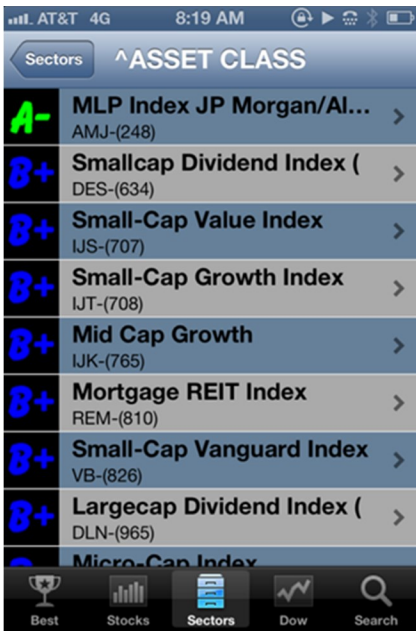 AT&T 4G 8:19 AM
Sectors
^ASSET CLASS
A-
MLP Index JP Morgan/Al...
AMJ-(248)
B+
Smallcap Dividend Index (
DES-(634)
B+
Small-Cap Value Index
IJS-(707)
B+
Small-Cap Growth Index
IJT-(708)
B+
Mid Cap Growth
IJK-(765)
B+
Mortgage REIT Index
REM-(810)
B+
Small-Cap Vanguard Index
VB-(826)
B+
Largecap Dividend Index (
DLN-(965)
B+
Micro-Cap Index
Best Stocks Sectors Dow Search